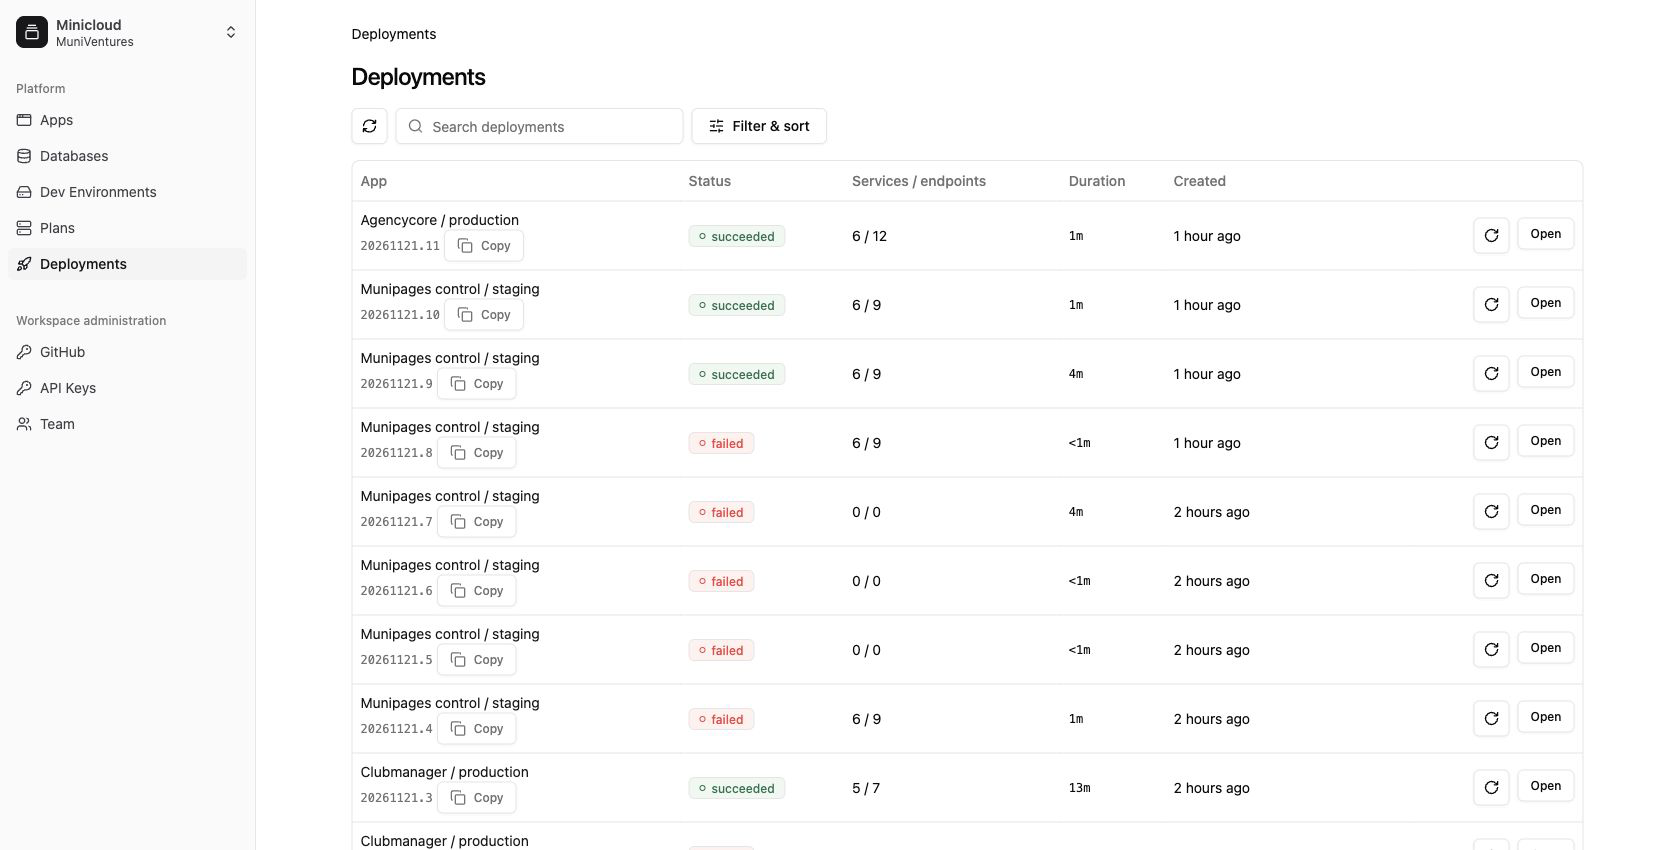 Minicloud
MuniVentures
Platform
Apps
Databases
Dev Environments
Plans
Deployments
Workspace administration
GitHub
API Keys
Team
Deployments
Deployments
Search deployments
Filter & sort
App Status Services / endpoints Duration Created
Agencycore / production
20261121.11 Copy succeeded 6 / 12 1m 1 hour ago Open
Munipages control / staging
20261121.10 Copy succeeded 6 / 9 1m 1 hour ago Open
Munipages control / staging
20261121.9 Copy succeeded 6 / 9 4m 1 hour ago Open
Munipages control / staging
20261121.8 Copy failed 6 / 9 <1m 1 hour ago Open
Munipages control / staging
20261121.7 Copy failed 0 / 0 4m 2 hours ago Open
Munipages control / staging
20261121.6 Copy failed 0 / 0 <1m 2 hours ago Open
Munipages control / staging
20261121.5 Copy failed 0 / 0 <1m 2 hours ago Open
Munipages control / staging
20261121.4 Copy failed 6 / 9 1m 2 hours ago Open
Clubmanager / production
20261121.3 Copy succeeded 5 / 7 13m 2 hours ago Open
Clubmanager / production